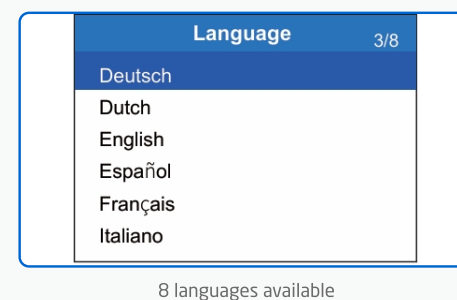 Language 3/8
Deutsch
Dutch
English
Español
Français
Italiano
8 languages available